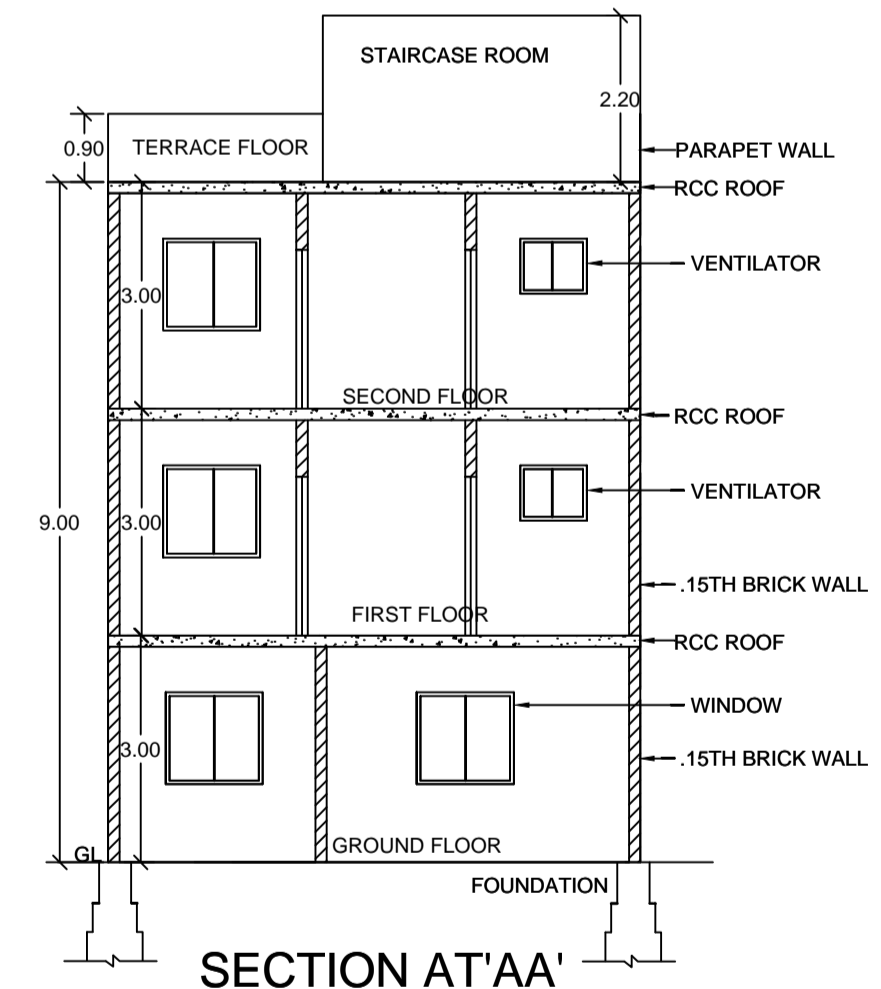 STAIRCASE ROOM
2.20
0.90
TERRACE FLOOR
PARAPET WALL
RCC ROOF
VENTILATOR
3.00
SECOND FLOOR
RCC ROOF
VENTILATOR
9.00
3.00
.15TH BRICK WALL
FIRST FLOOR
RCC ROOF
WINDOW
3.00
.15TH BRICK WALL
GROUND FLOOR
GL
FOUNDATION
SECTION AT'AA'